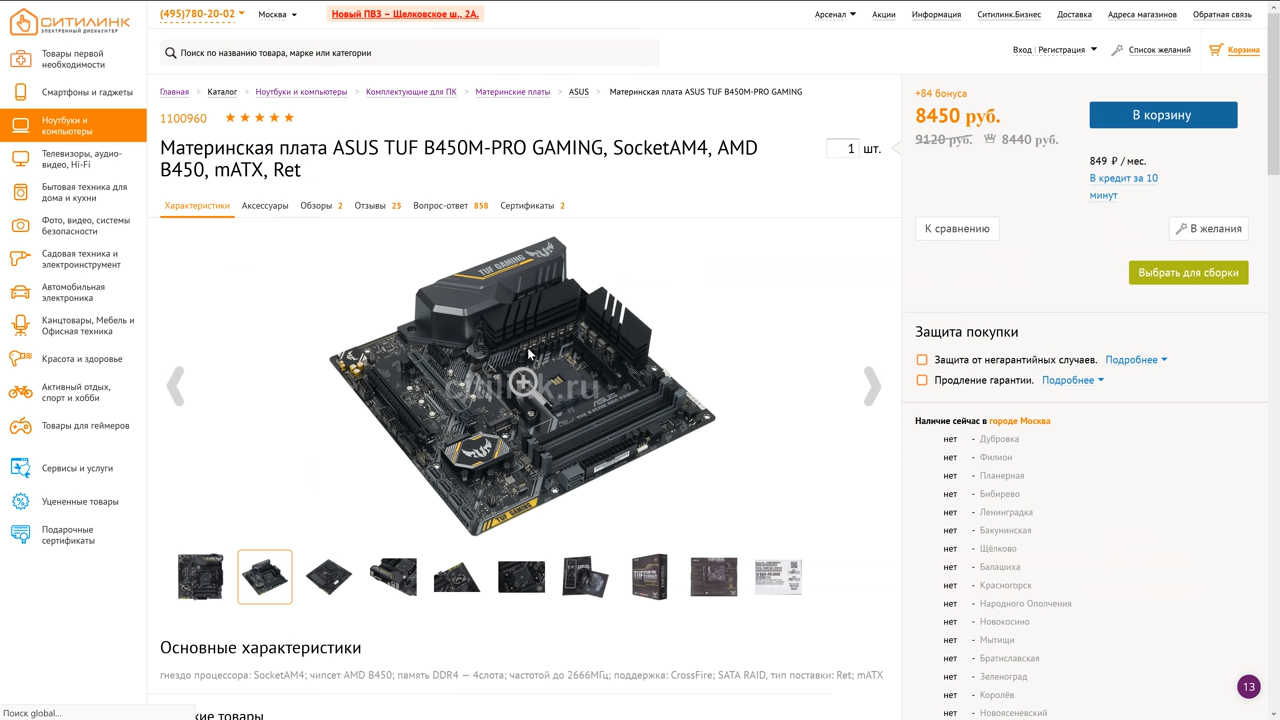 СИТИЛИНК
ЭЛЕКТРОННЫЙ ДИСКАУНТЕР
(495)780-20-02
Москва
Новый ПВЗ – Щелковское ш., 2А.
Арсенал
Акции
Информация
Ситилинк.Бизнес
Доставка
Адреса магазинов
Обратная связь
Поиск по названию товара, марке или категории
Вход | Регистрация
Список желаний
Корзина
Товары первой
необходимости
Смартфоны и гаджеты
Ноутбуки и
компьютеры
Телевизоры, аудио-
видео, Hi-Fi
Бытовая техника для
дома и кухни
Фото, видео, системы
безопасности
Садовая техника и
электроинструмент
Автомобильная
электроника
Канцтовары, Мебель и
Офисная техника
Красота и здоровье
Активный отдых,
спорт и хобби
Товары для геймеров
Сервисы и услуги
Уцененные товары
Подарочные
сертификаты
Главная > Каталог > Ноутбуки и компьютеры > Комплектующие для ПК > Материнские платы > ASUS > Материнская плата ASUS TUF B450M-PRO GAMING
1100960
Материнская плата ASUS TUF B450M-PRO GAMING, SocketAM4, AMD
B450, mATX, Ret
1 шт.
Характеристики
Аксессуары
Обзоры 2
Отзывы 25
Вопрос-ответ 858
Сертификаты 2
TUF GAMING
TUF GAMING
Основные характеристики
гнездо процессора: SocketAM4; чипсет AMD B450; память DDR4 — 4слота; частотой до 2666МГц; поддержка: CrossFire; SATA RAID, тип поставки: Ret; mATX
+84 бонуса
8450 руб.
9120 руб. 8440 руб.
В корзину
849 ₽ / мес.
В кредит за 10
минут
К сравнению
В желания
Выбрать для сборки
Защита покупки
Защита от негарантийных случаев. Подробнее
Продление гарантии. Подробнее
Наличие сейчас в городе Москва
нет - Дубровка
нет - Филион
нет - Планерная
нет - Бибирево
нет - Ленинградка
нет - Бакунинская
нет - Щёлково
нет - Балашиха
нет - Красногорск
нет - Народного Ополчения
нет - Новокосино
нет - Мытищи
нет - Братиславская
нет - Зеленоград
нет - Королёв
нет - Новоясеневский
13
Поиск global...
товары